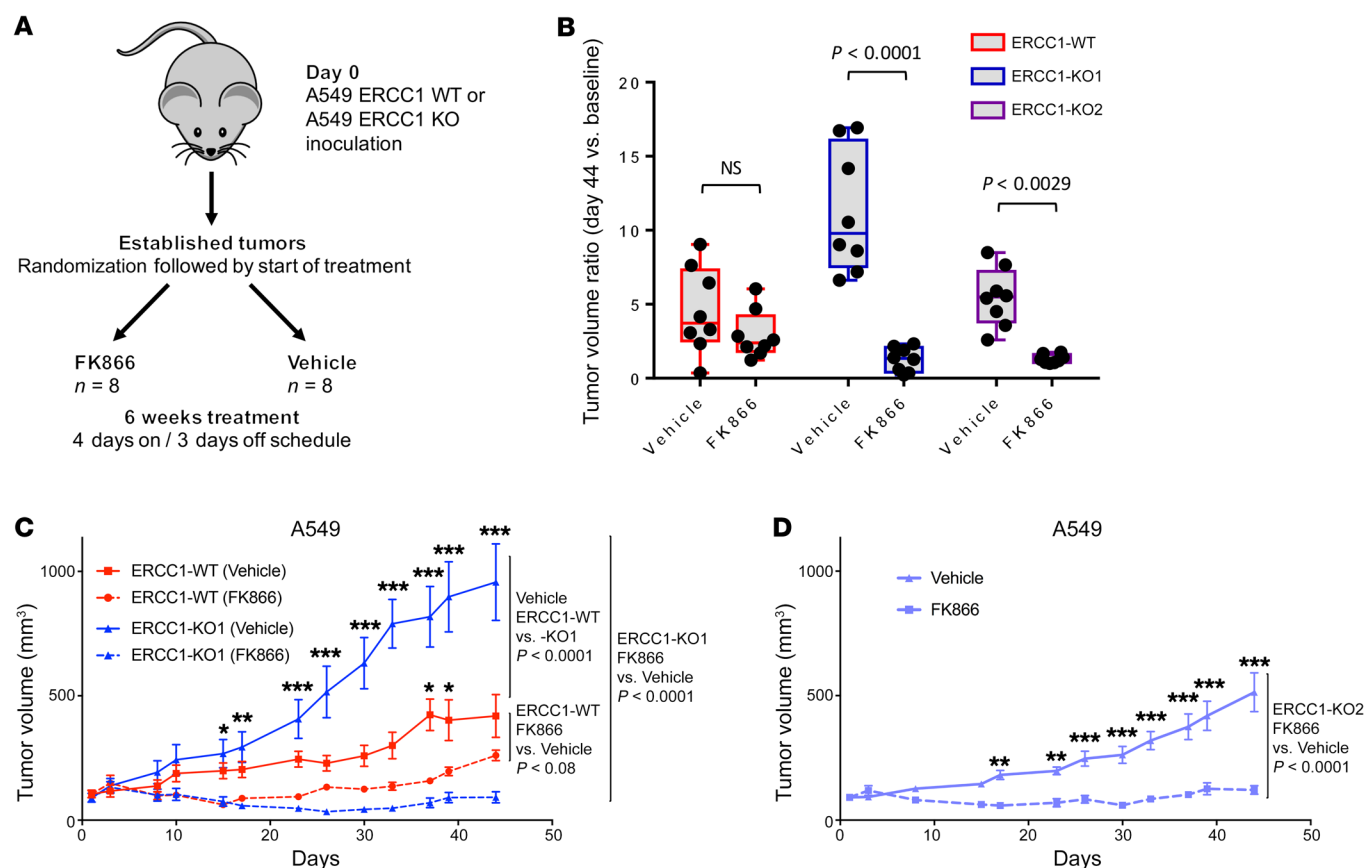 A
Day 0
A549 ERCC1 WT or
A549 ERCC1 KO
inoculation
Established tumors
Randomization followed by start of treatment
FK866
n = 8
Vehicle
n = 8
6 weeks treatment
4 days on / 3 days off schedule
B
Tumor volume ratio (day 44 vs. baseline)
20
15
10
5
0
NS
P < 0.0001
P < 0.0029
ERCC1-WT
ERCC1-KO1
ERCC1-KO2
Vehicle
FK866
Vehicle
FK866
Vehicle
FK866
C
A549
Tumor volume (mm3)
1000
500
0
ERCC1-WT (Vehicle)
ERCC1-WT (FK866)
ERCC1-KO1 (Vehicle)
ERCC1-KO1 (FK866)
*
**
***
***
***
***
***
***
***
*
*
Vehicle
ERCC1-WT
vs. -KO1
P < 0.0001
ERCC1-WT
FK866
vs. Vehicle
P < 0.08
ERCC1-KO1
FK866
vs. Vehicle
P < 0.0001
0
10
20
30
40
50
Days
D
A549
Tumor volume (mm3)
1000
500
0
Vehicle
FK866
**
**
***
***
***
***
***
***
ERCC1-KO2
FK866
vs. Vehicle
P < 0.0001
0
10
20
30
40
50
Days